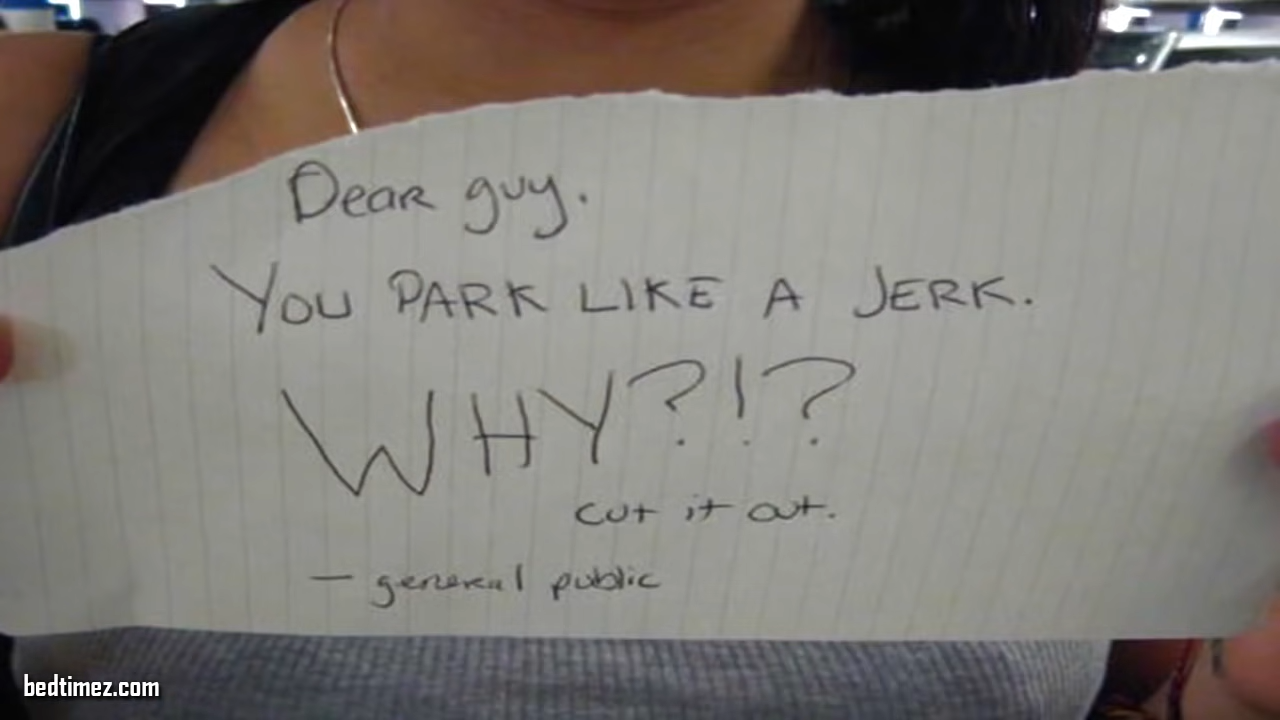 Dear guy.
YOU PARK LIKE A JERK.
WHY?!?
cut it out.
— general public
bedtimez.com